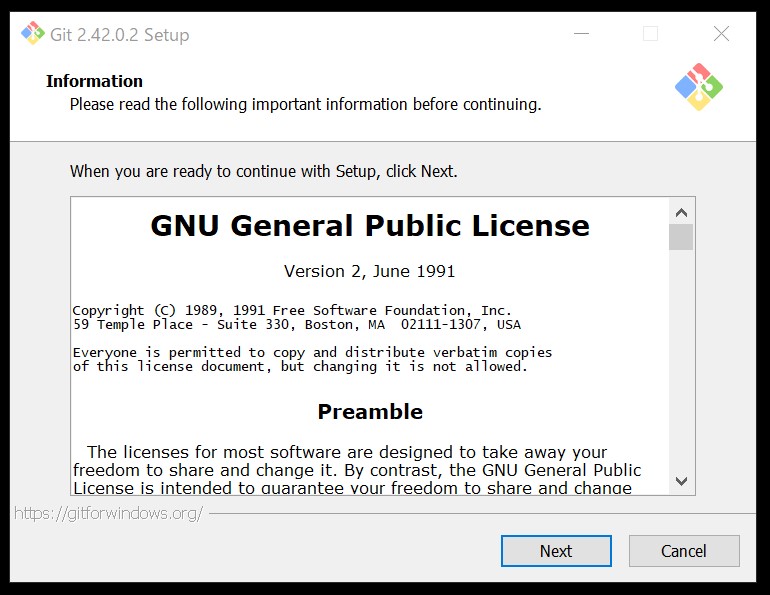 Git 2.42.0.2 Setup
Information
Please read the following important information before continuing.
When you are ready to continue with Setup, click Next.
GNU General Public License
Version 2, June 1991
Copyright (C) 1989, 1991 Free Software Foundation, Inc.
59 Temple Place - Suite 330, Boston, MA  02111-1307, USA
Everyone is permitted to copy and distribute verbatim copies
of this license document, but changing it is not allowed.
Preamble
The licenses for most software are designed to take away your
freedom to share and change it. By contrast, the GNU General Public
License is intended to guarantee your freedom to share and change
https://gitforwindows.org/
Next
Cancel